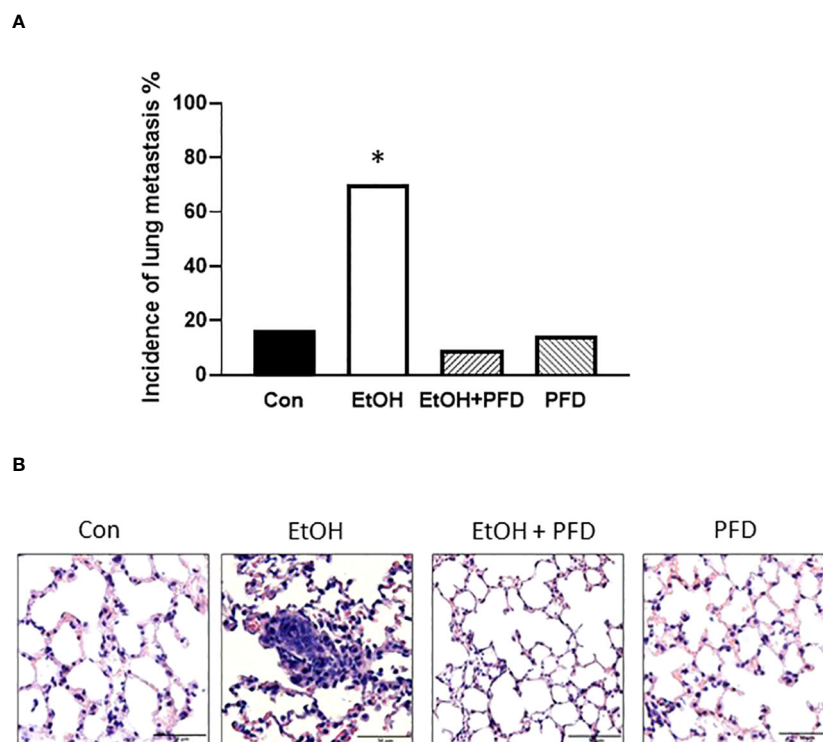 A
Incidence of lung metastasis %
100
80
*
60
40
20
0
Con EtOH EtOH+PFD PFD
B
Con EtOH EtOH + PFD PFD